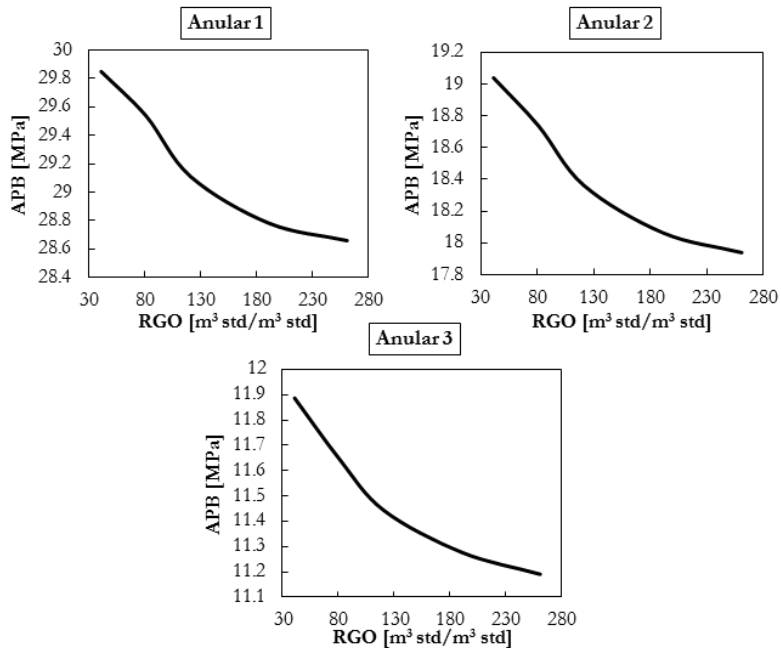 Anular 1
APB [MPa]
30
29.8
29.6
29.4
29.2
29
28.8
28.6
28.4
30 80 130 180 230 280
RGO [m³ std/m³ std]
Anular 2
APB [MPa]
19.2
19
18.8
18.6
18.4
18.2
18
17.8
30 80 130 180 230 280
RGO [m³ std/m³ std]
Anular 3
APB [MPa]
12
11.9
11.8
11.7
11.6
11.5
11.4
11.3
11.2
11.1
30 80 130 180 230 280
RGO [m³ std/m³ std]